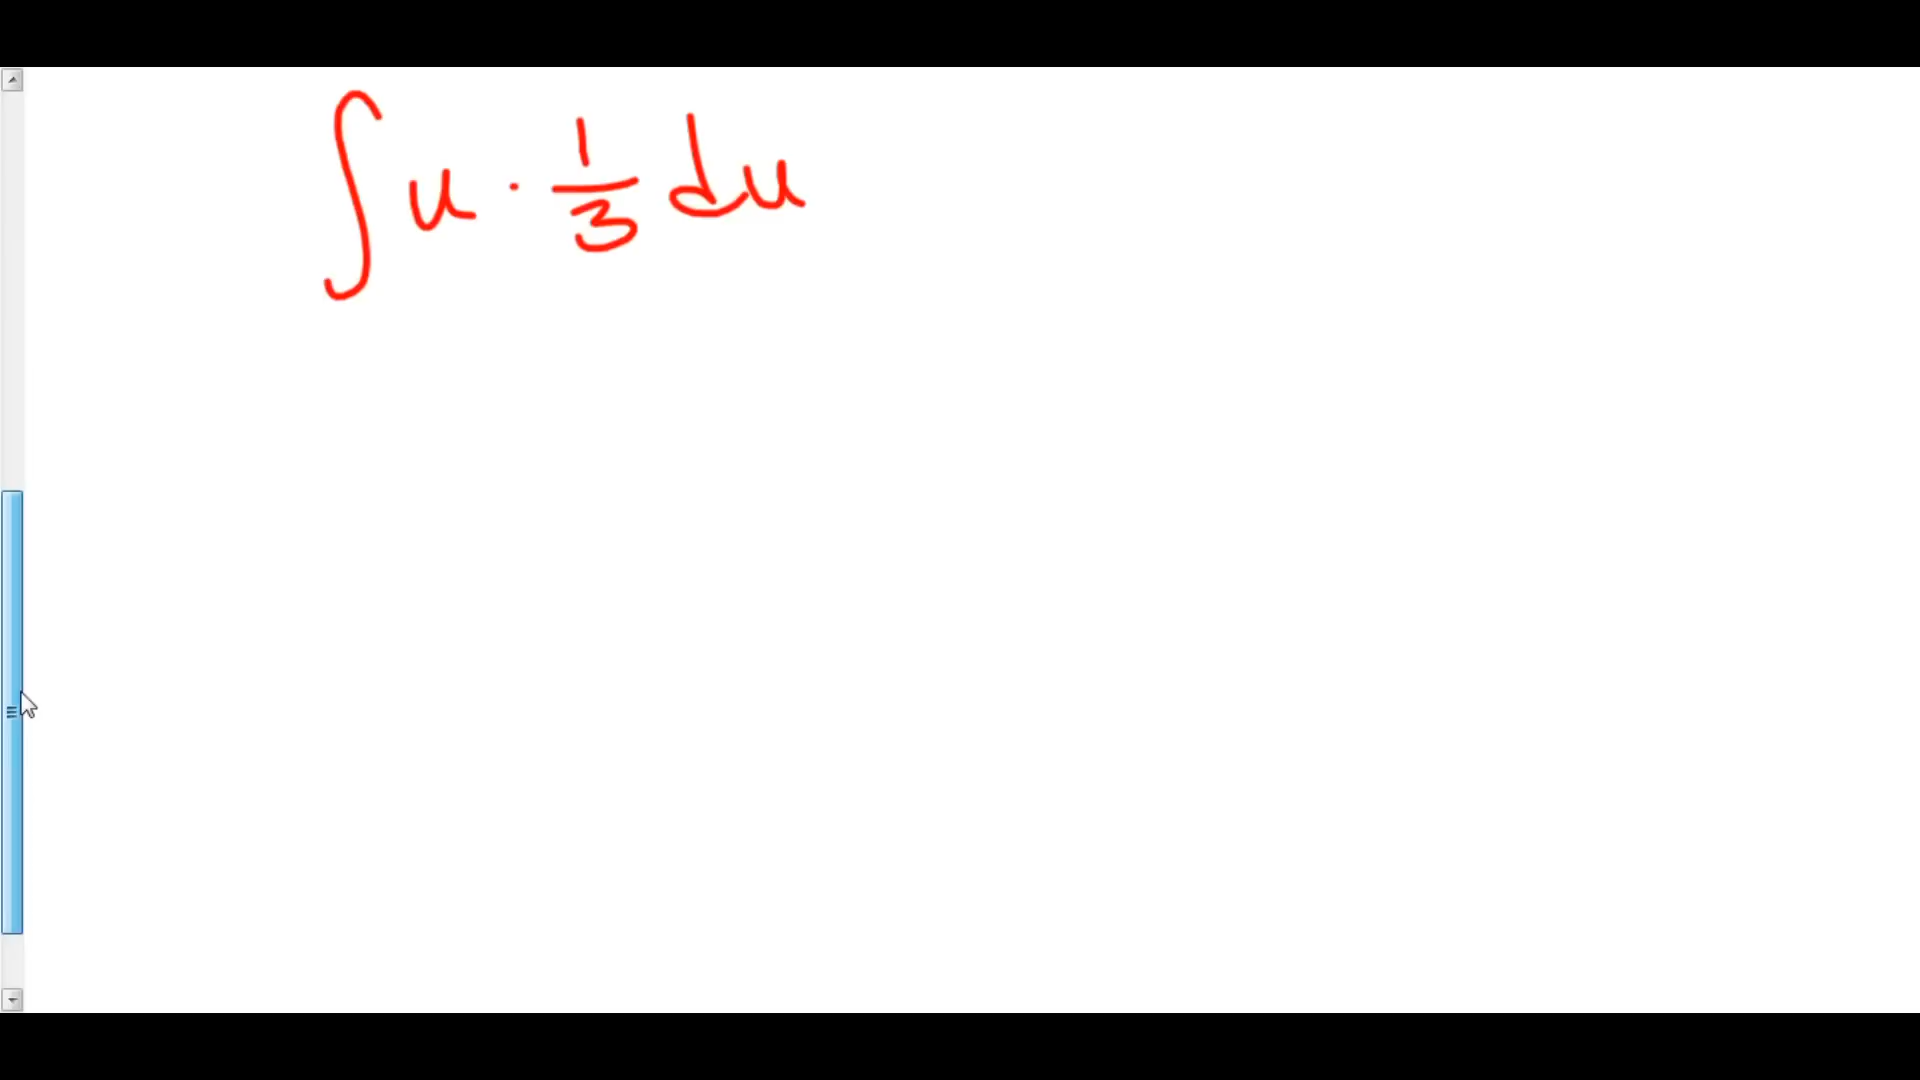 ∫ u · 1/3 du